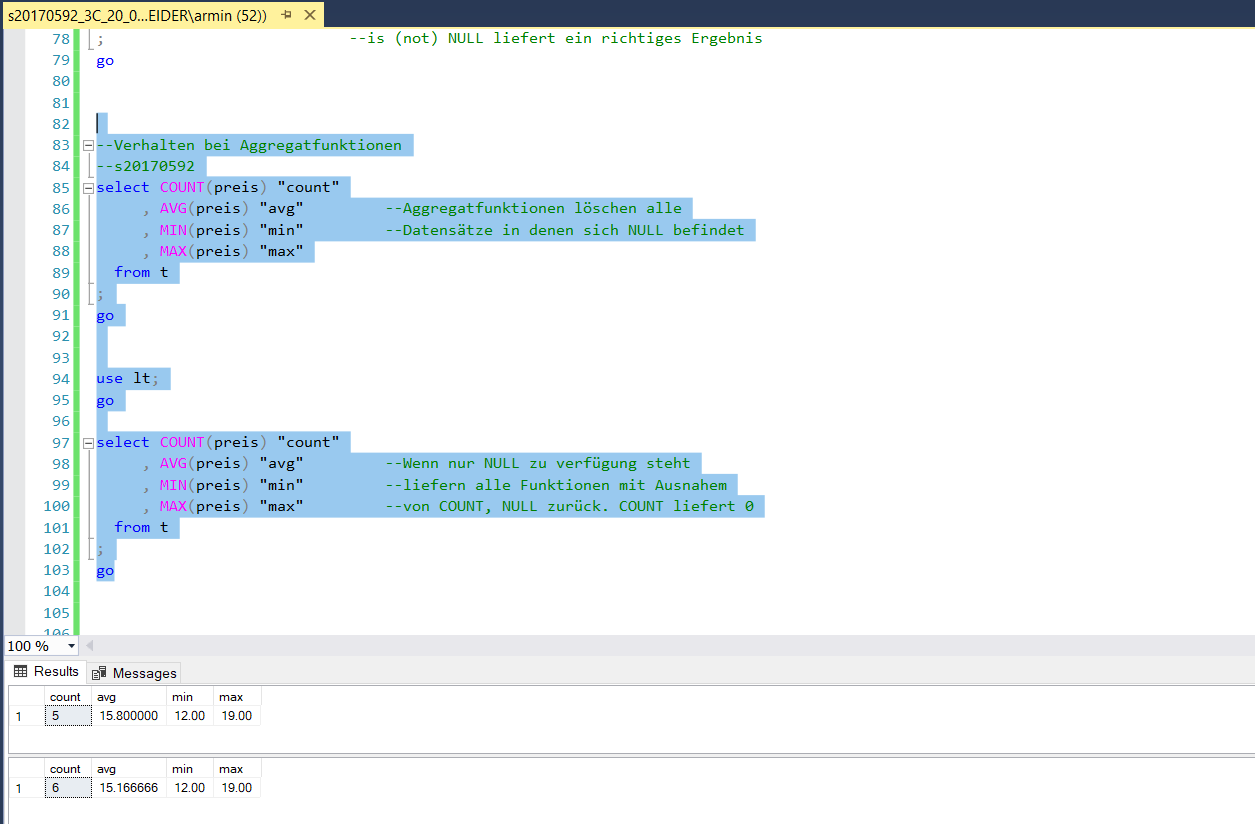 s20170592_3C_20_0...EIDER\armin (52))
78 ; --is (not) NULL liefert ein richtiges Ergebnis
79 go
80
81
82
83 --Verhalten bei Aggregatfunktionen
84 --s20170592
85 select COUNT(preis) "count"
86 , AVG(preis) "avg" --Aggregatfunktionen löschen alle
87 , MIN(preis) "min" --Datensätze in denen sich NULL befindet
88 , MAX(preis) "max"
89 from t
90 ;
91 go
92
93
94 use lt;
95 go
96
97 select COUNT(preis) "count"
98 , AVG(preis) "avg" --Wenn nur NULL zu verfügung steht
99 , MIN(preis) "min" --liefern alle Funktionen mit Ausnahem
100 , MAX(preis) "max" --von COUNT, NULL zurück. COUNT liefert 0
101 from t
102 ;
103 go
104
105
106
100 %
Results Messages
count avg min max
1 5 15.800000 12.00 19.00
count avg min max
1 6 15.166666 12.00 19.00